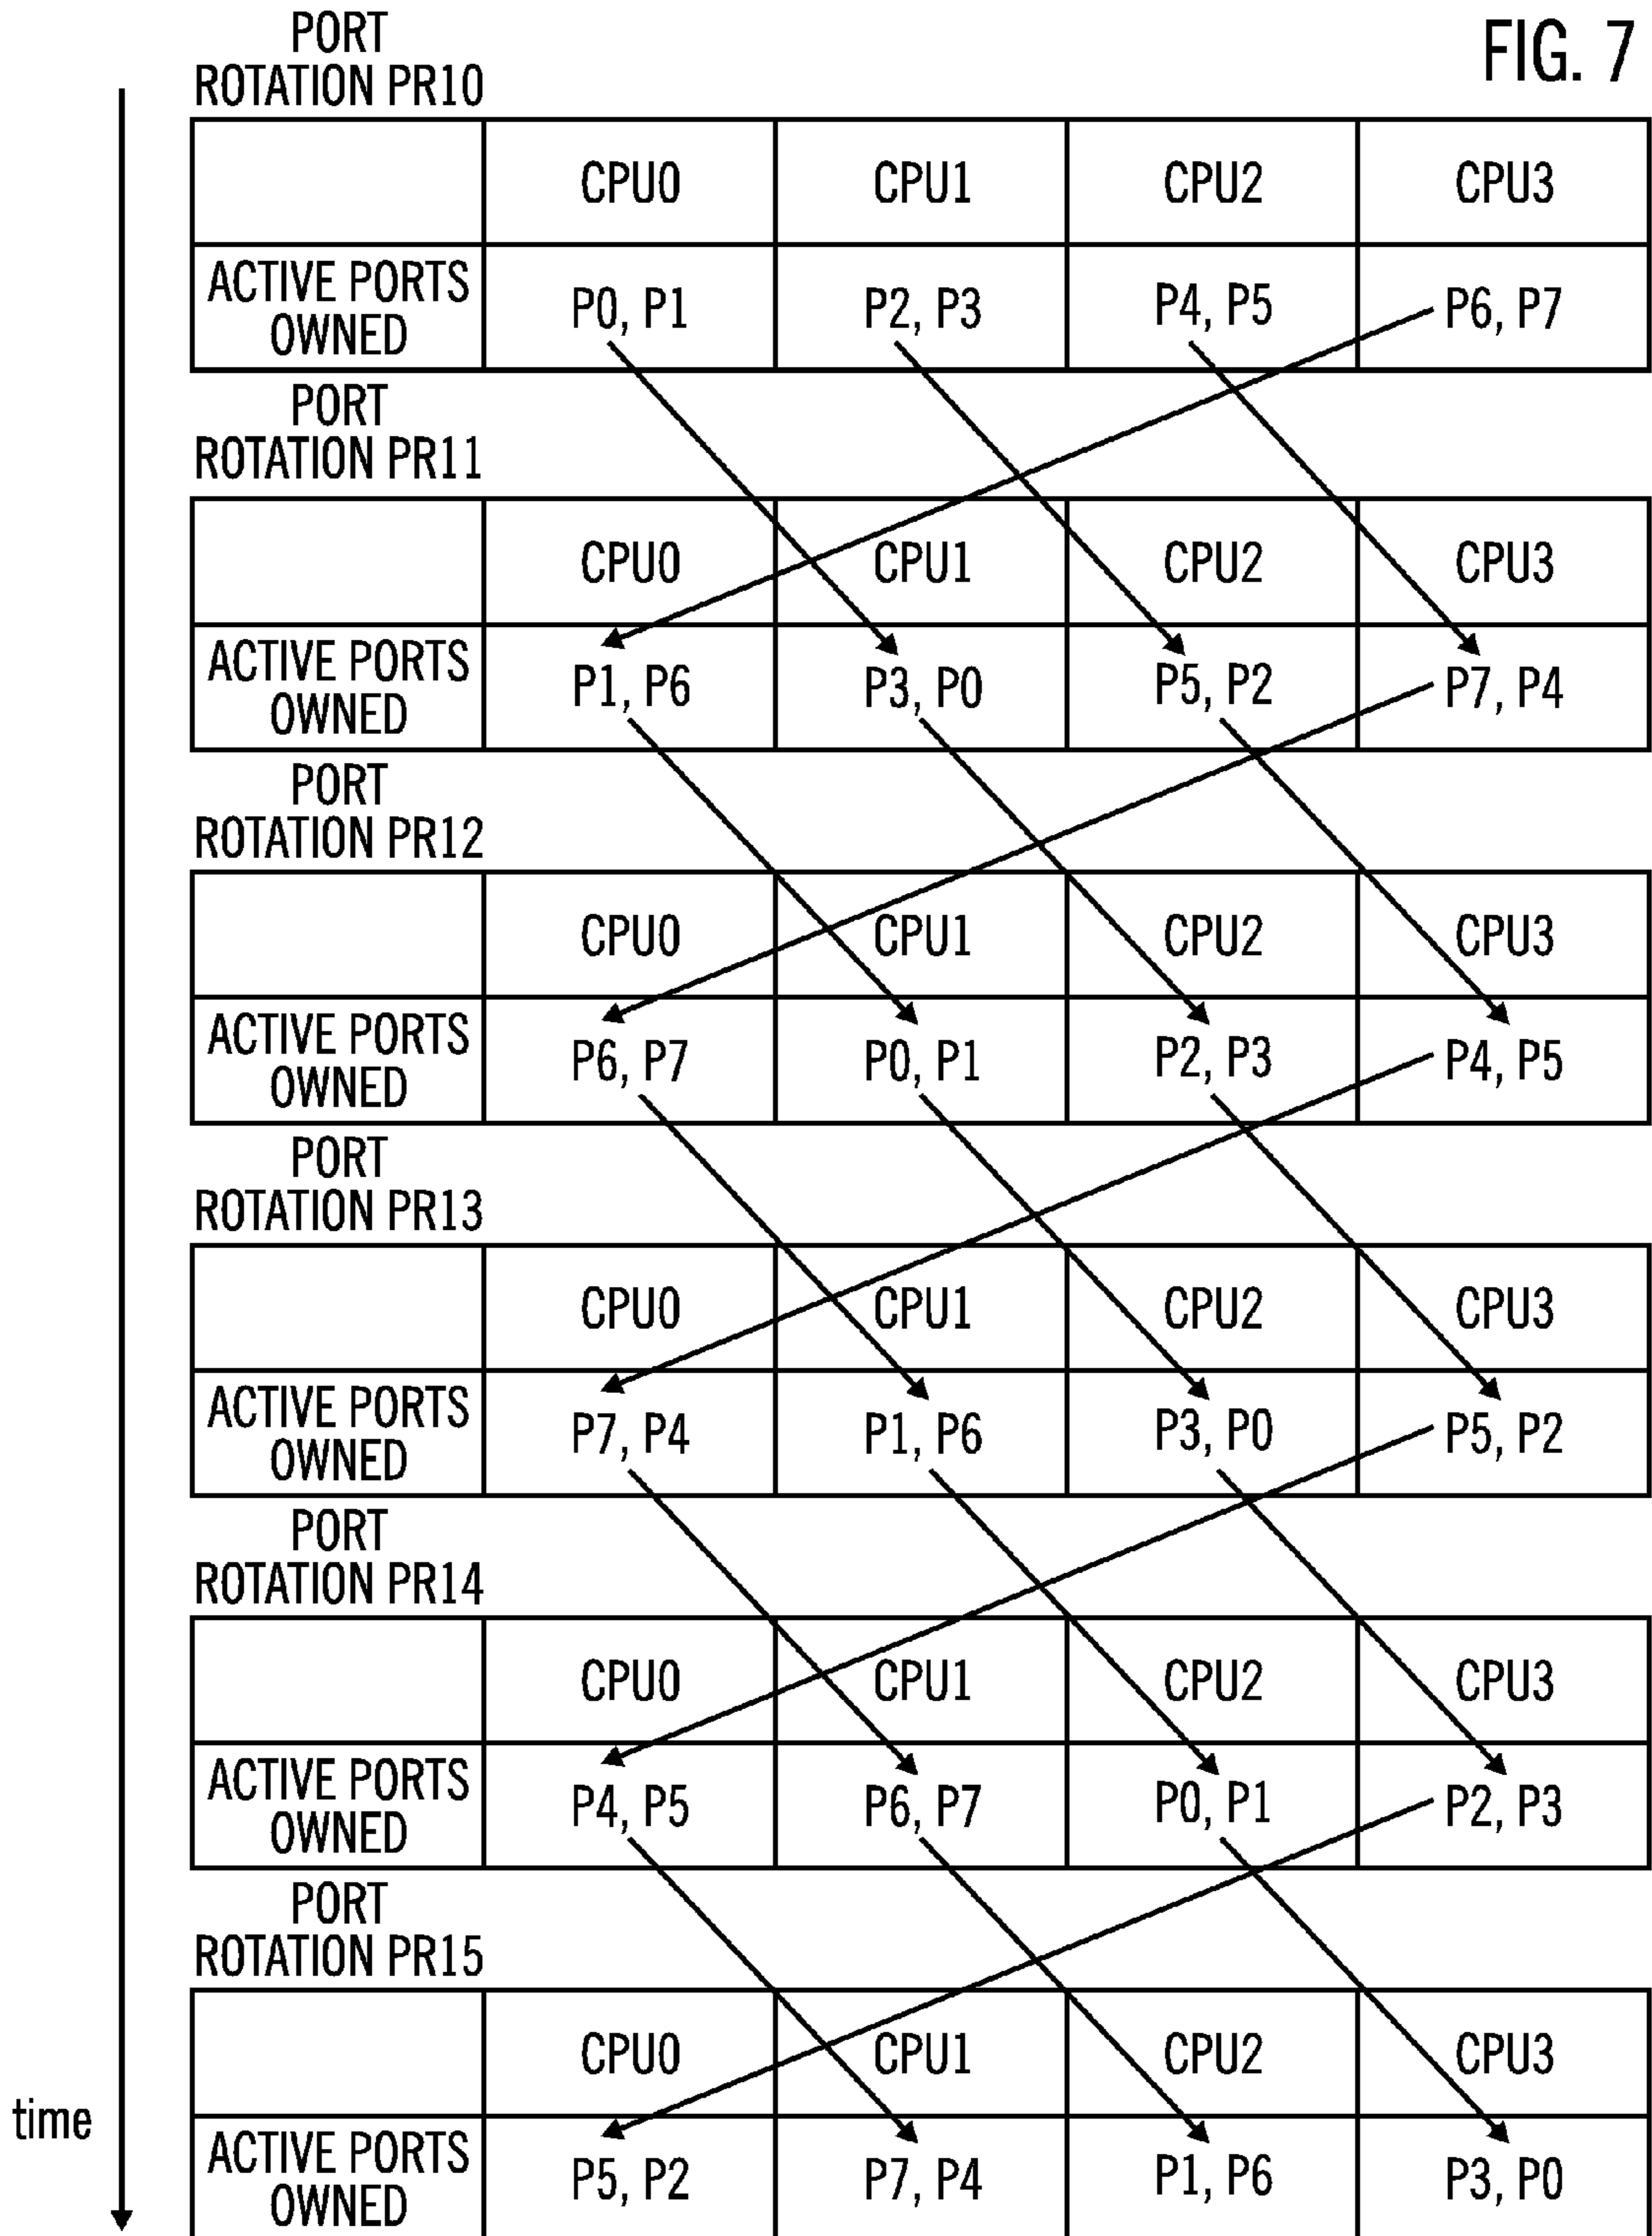 FIG. 7
PORT
ROTATION PR10
CPU0 CPU1 CPU2 CPU3
ACTIVE PORTS
OWNED
P0, P1 P2, P3 P4, P5 P6, P7
PORT
ROTATION PR11
CPU0 CPU1 CPU2 CPU3
ACTIVE PORTS
OWNED
P1, P6 P3, P0 P5, P2 P7, P4
PORT
ROTATION PR12
CPU0 CPU1 CPU2 CPU3
ACTIVE PORTS
OWNED
P6, P7 P0, P1 P2, P3 P4, P5
PORT
ROTATION PR13
CPU0 CPU1 CPU2 CPU3
ACTIVE PORTS
OWNED
P7, P4 P1, P6 P3, P0 P5, P2
PORT
ROTATION PR14
CPU0 CPU1 CPU2 CPU3
ACTIVE PORTS
OWNED
P4, P5 P6, P7 P0, P1 P2, P3
PORT
ROTATION PR15
CPU0 CPU1 CPU2 CPU3
time
ACTIVE PORTS
OWNED
P5, P2 P7, P4 P1, P6 P3, P0